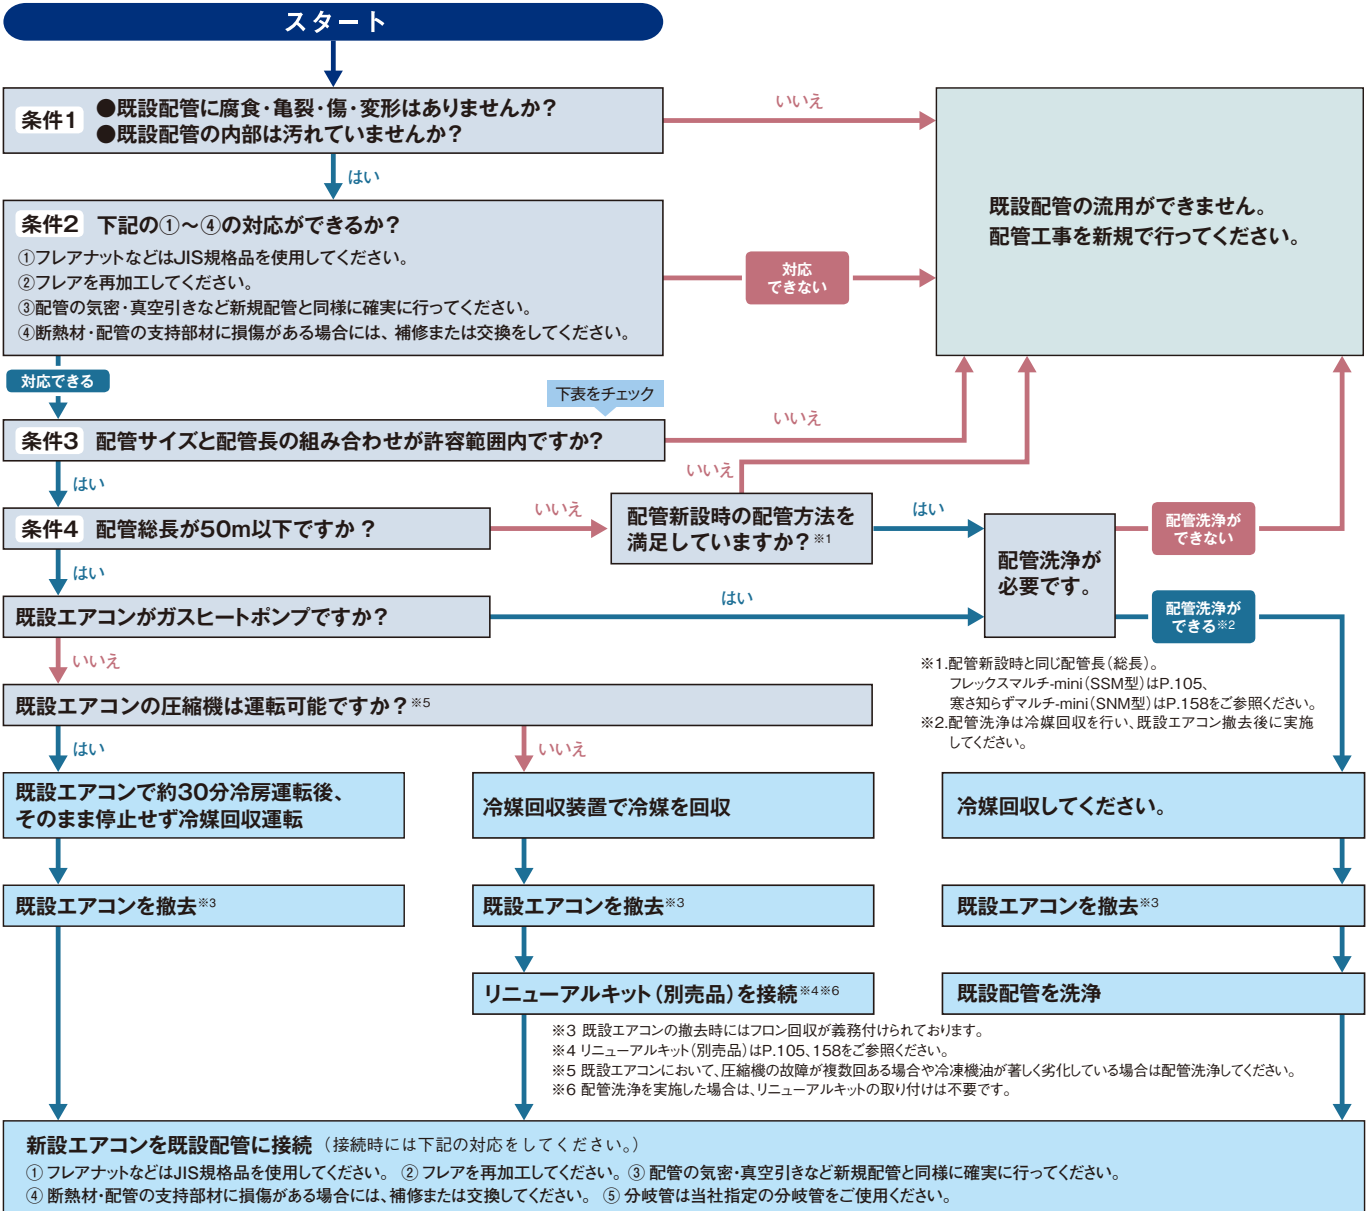 スタート
条件1
●既設配管に腐食・亀裂・傷・変形はありませんか？
●既設配管の内部は汚れていませんか？
いいえ
既設配管の流用ができません。
配管工事を新規で行ってください。
はい
条件2 下記の①〜④の対応ができるか？
①フレアナットなどはJIS規格品を使用してください。
②フレアを再加工してください。
③配管の気密・真空引きなど新規配管と同様に確実に行ってください。
④断熱材・配管の支持部材に損傷がある場合には、補修または交換をしてください。
対応
できない
対応できる
下表をチェック
条件3 配管サイズと配管長の組み合わせが許容範囲内ですか？
いいえ
はい
いいえ
条件4 配管総長が50m以下ですか？
いいえ
配管新設時の配管方法を
満足していますか？※1
はい
配管洗浄が
必要です。
配管洗浄が
できない
はい
既設エアコンがガスヒートポンプですか？
はい
配管洗浄が
できる※2
いいえ
※1.配管新設時と同じ配管長（総長）。
フレックスマルチ-mini（SSM型）はP.105、
寒さ知らずマルチ-mini（SNM型）はP.158をご参照ください。
※2.配管洗浄は冷媒回収を行い、既設エアコン撤去後に実施
してください。
既設エアコンの圧縮機は運転可能ですか？※5
はい
いいえ
既設エアコンで約30分冷房運転後、
そのまま停止せず冷媒回収運転
冷媒回収装置で冷媒を回収
冷媒回収してください。
既設エアコンを撤去※3
既設エアコンを撤去※3
既設エアコンを撤去※3
リニューアルキット（別売品）を接続※4※6
既設配管を洗浄
※3 既設エアコンの撤去時にはフロン回収が義務付けられております。
※4 リニューアルキット（別売品）はP.105、158をご参照ください。
※5 既設エアコンにおいて、圧縮機の故障が複数回ある場合や冷凍機油が著しく劣化している場合は配管洗浄してください。
※6 配管洗浄を実施した場合は、リニューアルキットの取り付けは不要です。
新設エアコンを既設配管に接続（接続時には下記の対応をしてください。）
① フレアナットなどはJIS規格品を使用してください。 ② フレアを再加工してください。 ③ 配管の気密・真空引きなど新規配管と同様に確実に行ってください。
④ 断熱材・配管の支持部材に損傷がある場合には、補修または交換してください。 ⑤ 分岐管は当社指定の分岐管をご使用ください。